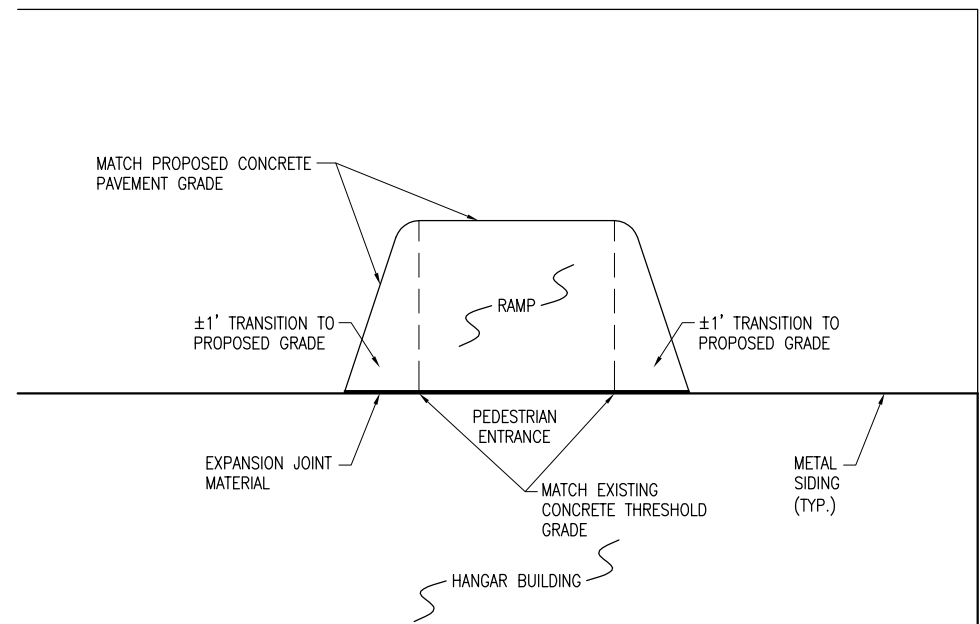 MATCH PROPOSED CONCRETE
PAVEMENT GRADE
RAMP
±1' TRANSITION TO
PROPOSED GRADE
±1' TRANSITION TO
PROPOSED GRADE
PEDESTRIAN
ENTRANCE
EXPANSION JOINT
MATERIAL
METAL
SIDING
(TYP.)
MATCH EXISTING
CONCRETE THRESHOLD
GRADE
HANGAR BUILDING